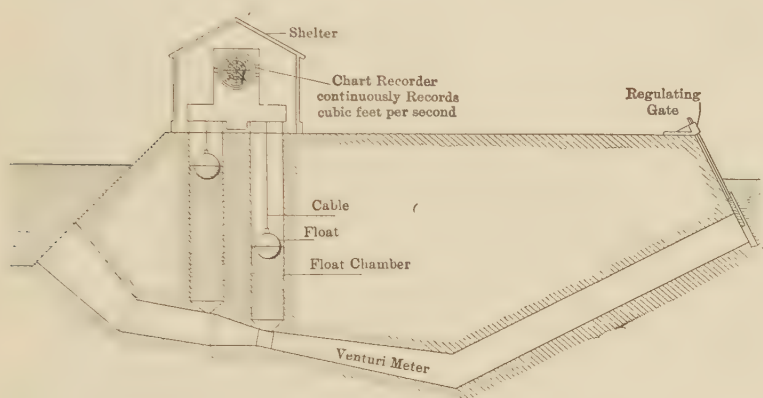 Shelter
Chart Recorder
continuously Records
cubic feet per second
Regulating
Gate
Cable
Float
Float Chamber
Venturi Meter